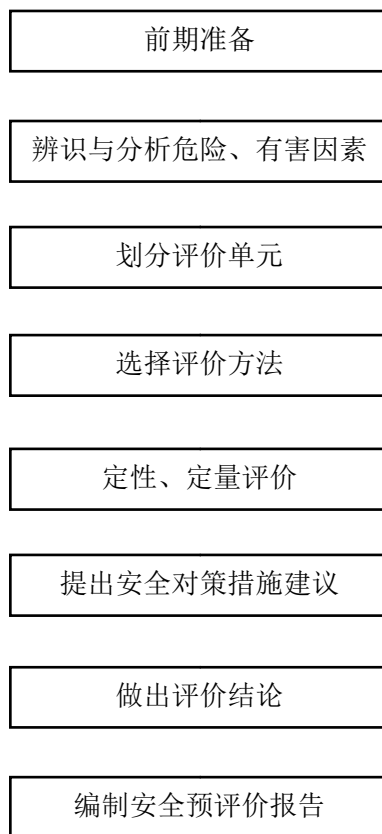 前期准备
辨识与分析危险、有害因素
划分评价单元
选择评价方法
定性、定量评价
提出安全对策措施建议
做出评价结论
编制安全预评价报告